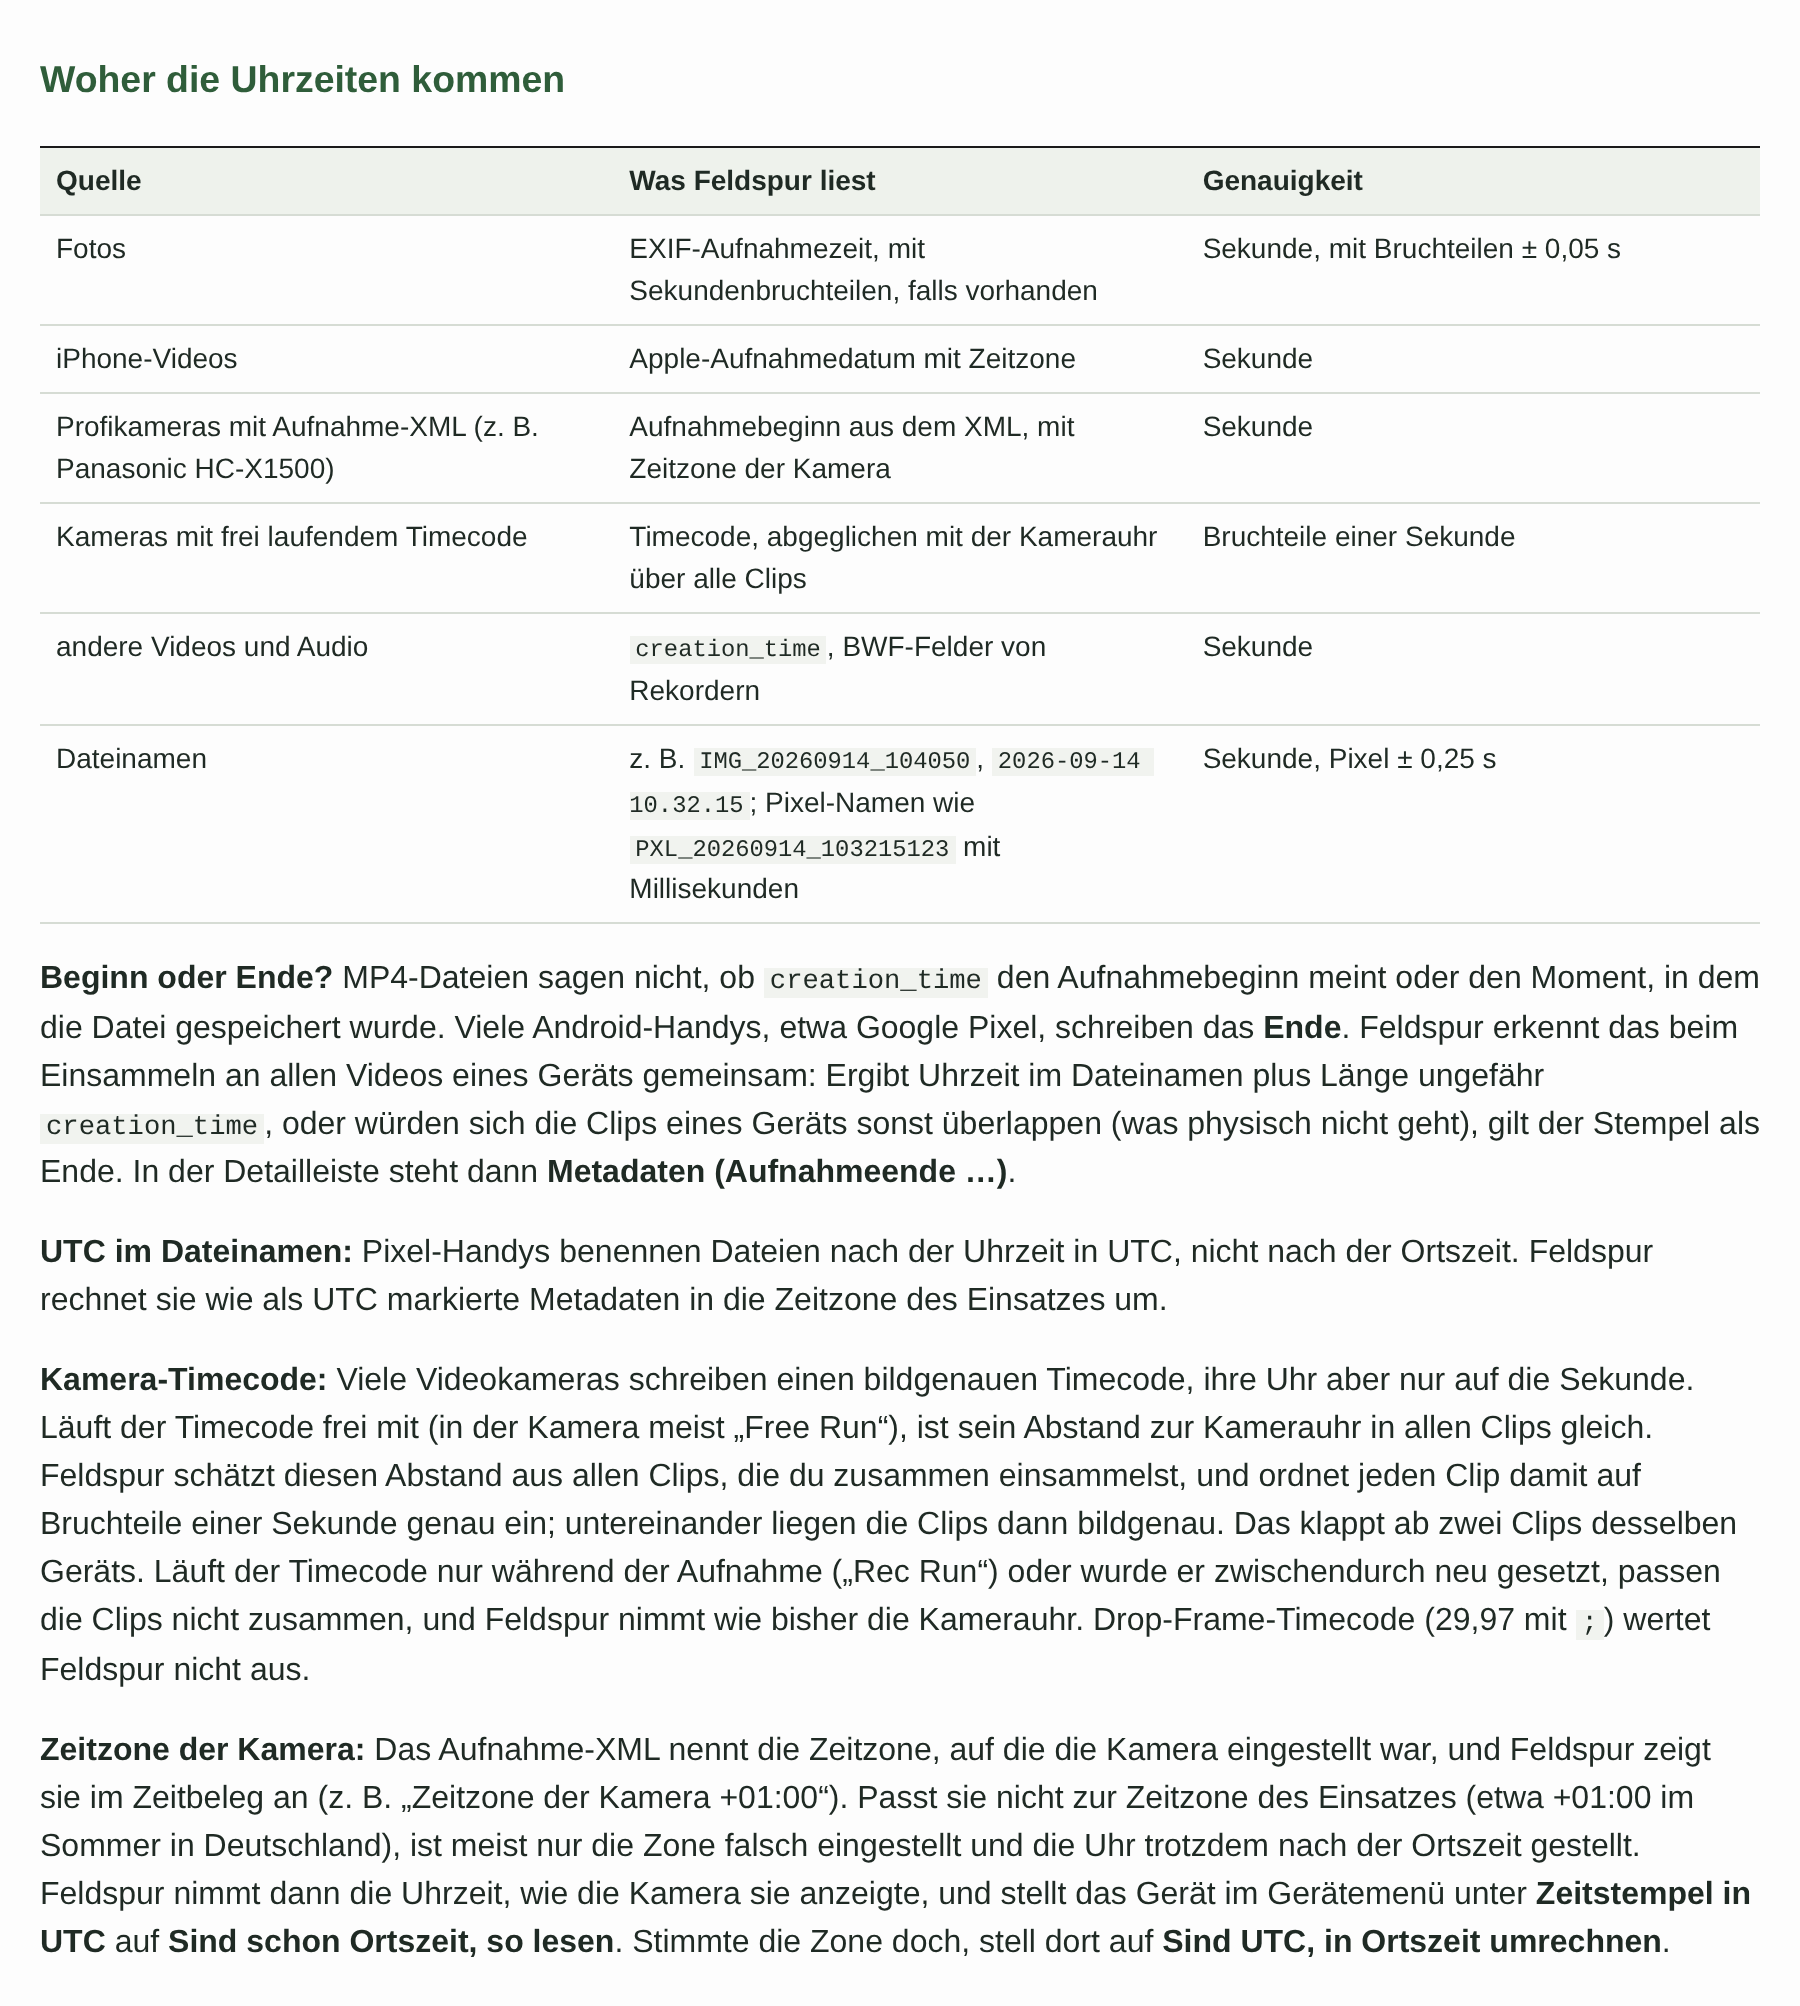 Woher die Uhrzeiten kommen
Quelle Was Feldspur liest Genauigkeit
Fotos EXIF-Aufnahmezeit, mit Sekunde, mit Bruchteilen ± 0,05 s
Sekundenbruchteilen, falls vorhanden
iPhone-Videos Apple-Aufnahmedatum mit Zeitzone Sekunde
Profikameras mit Aufnahme-XML (z. B. Aufnahmebeginn aus dem XML, mit Sekunde
Panasonic HC-X1500) Zeitzone der Kamera
Kameras mit frei laufendem Timecode Timecode, abgeglichen mit der Kamerauhr Bruchteile einer Sekunde
über alle Clips
andere Videos und Audio creation_time, BWF-Felder von Sekunde
Rekordern
Dateinamen z. B. IMG_20260914_104050, 2026-09-14 Sekunde, Pixel ± 0,25 s
10.32.15; Pixel-Namen wie
PXL_20260914_103215123 mit
Millisekunden
Beginn oder Ende? MP4-Dateien sagen nicht, ob creation_time den Aufnahmebeginn meint oder den Moment, in dem
die Datei gespeichert wurde. Viele Android-Handys, etwa Google Pixel, schreiben das Ende. Feldspur erkennt das beim
Einsammeln an allen Videos eines Geräts gemeinsam: Ergibt Uhrzeit im Dateinamen plus Länge ungefähr
creation_time, oder würden sich die Clips eines Geräts sonst überlappen (was physisch nicht geht), gilt der Stempel als
Ende. In der Detailleiste steht dann Metadaten (Aufnahmeende …).
UTC im Dateinamen: Pixel-Handys benennen Dateien nach der Uhrzeit in UTC, nicht nach der Ortszeit. Feldspur
rechnet sie wie als UTC markierte Metadaten in die Zeitzone des Einsatzes um.
Kamera-Timecode: Viele Videokameras schreiben einen bildgenauen Timecode, ihre Uhr aber nur auf die Sekunde.
Läuft der Timecode frei mit (in der Kamera meist „Free Run“), ist sein Abstand zur Kamerauhr in allen Clips gleich.
Feldspur schätzt diesen Abstand aus allen Clips, die du zusammen einsammelst, und ordnet jeden Clip damit auf
Bruchteile einer Sekunde genau ein; untereinander liegen die Clips dann bildgenau. Das klappt ab zwei Clips desselben
Geräts. Läuft der Timecode nur während der Aufnahme („Rec Run“) oder wurde er zwischendurch neu gesetzt, passen
die Clips nicht zusammen, und Feldspur nimmt wie bisher die Kamerauhr. Drop-Frame-Timecode (29,97 mit ;) wertet
Feldspur nicht aus.
Zeitzone der Kamera: Das Aufnahme-XML nennt die Zeitzone, auf die die Kamera eingestellt war, und Feldspur zeigt
sie im Zeitbeleg an (z. B. „Zeitzone der Kamera +01:00“). Passt sie nicht zur Zeitzone des Einsatzes (etwa +01:00 im
Sommer in Deutschland), ist meist nur die Zone falsch eingestellt und die Uhr trotzdem nach der Ortszeit gestellt.
Feldspur nimmt dann die Uhrzeit, wie die Kamera sie anzeigte, und stellt das Gerät im Gerätemenü unter Zeitstempel in
UTC auf Sind schon Ortszeit, so lesen. Stimmte die Zone doch, stell dort auf Sind UTC, in Ortszeit umrechnen.